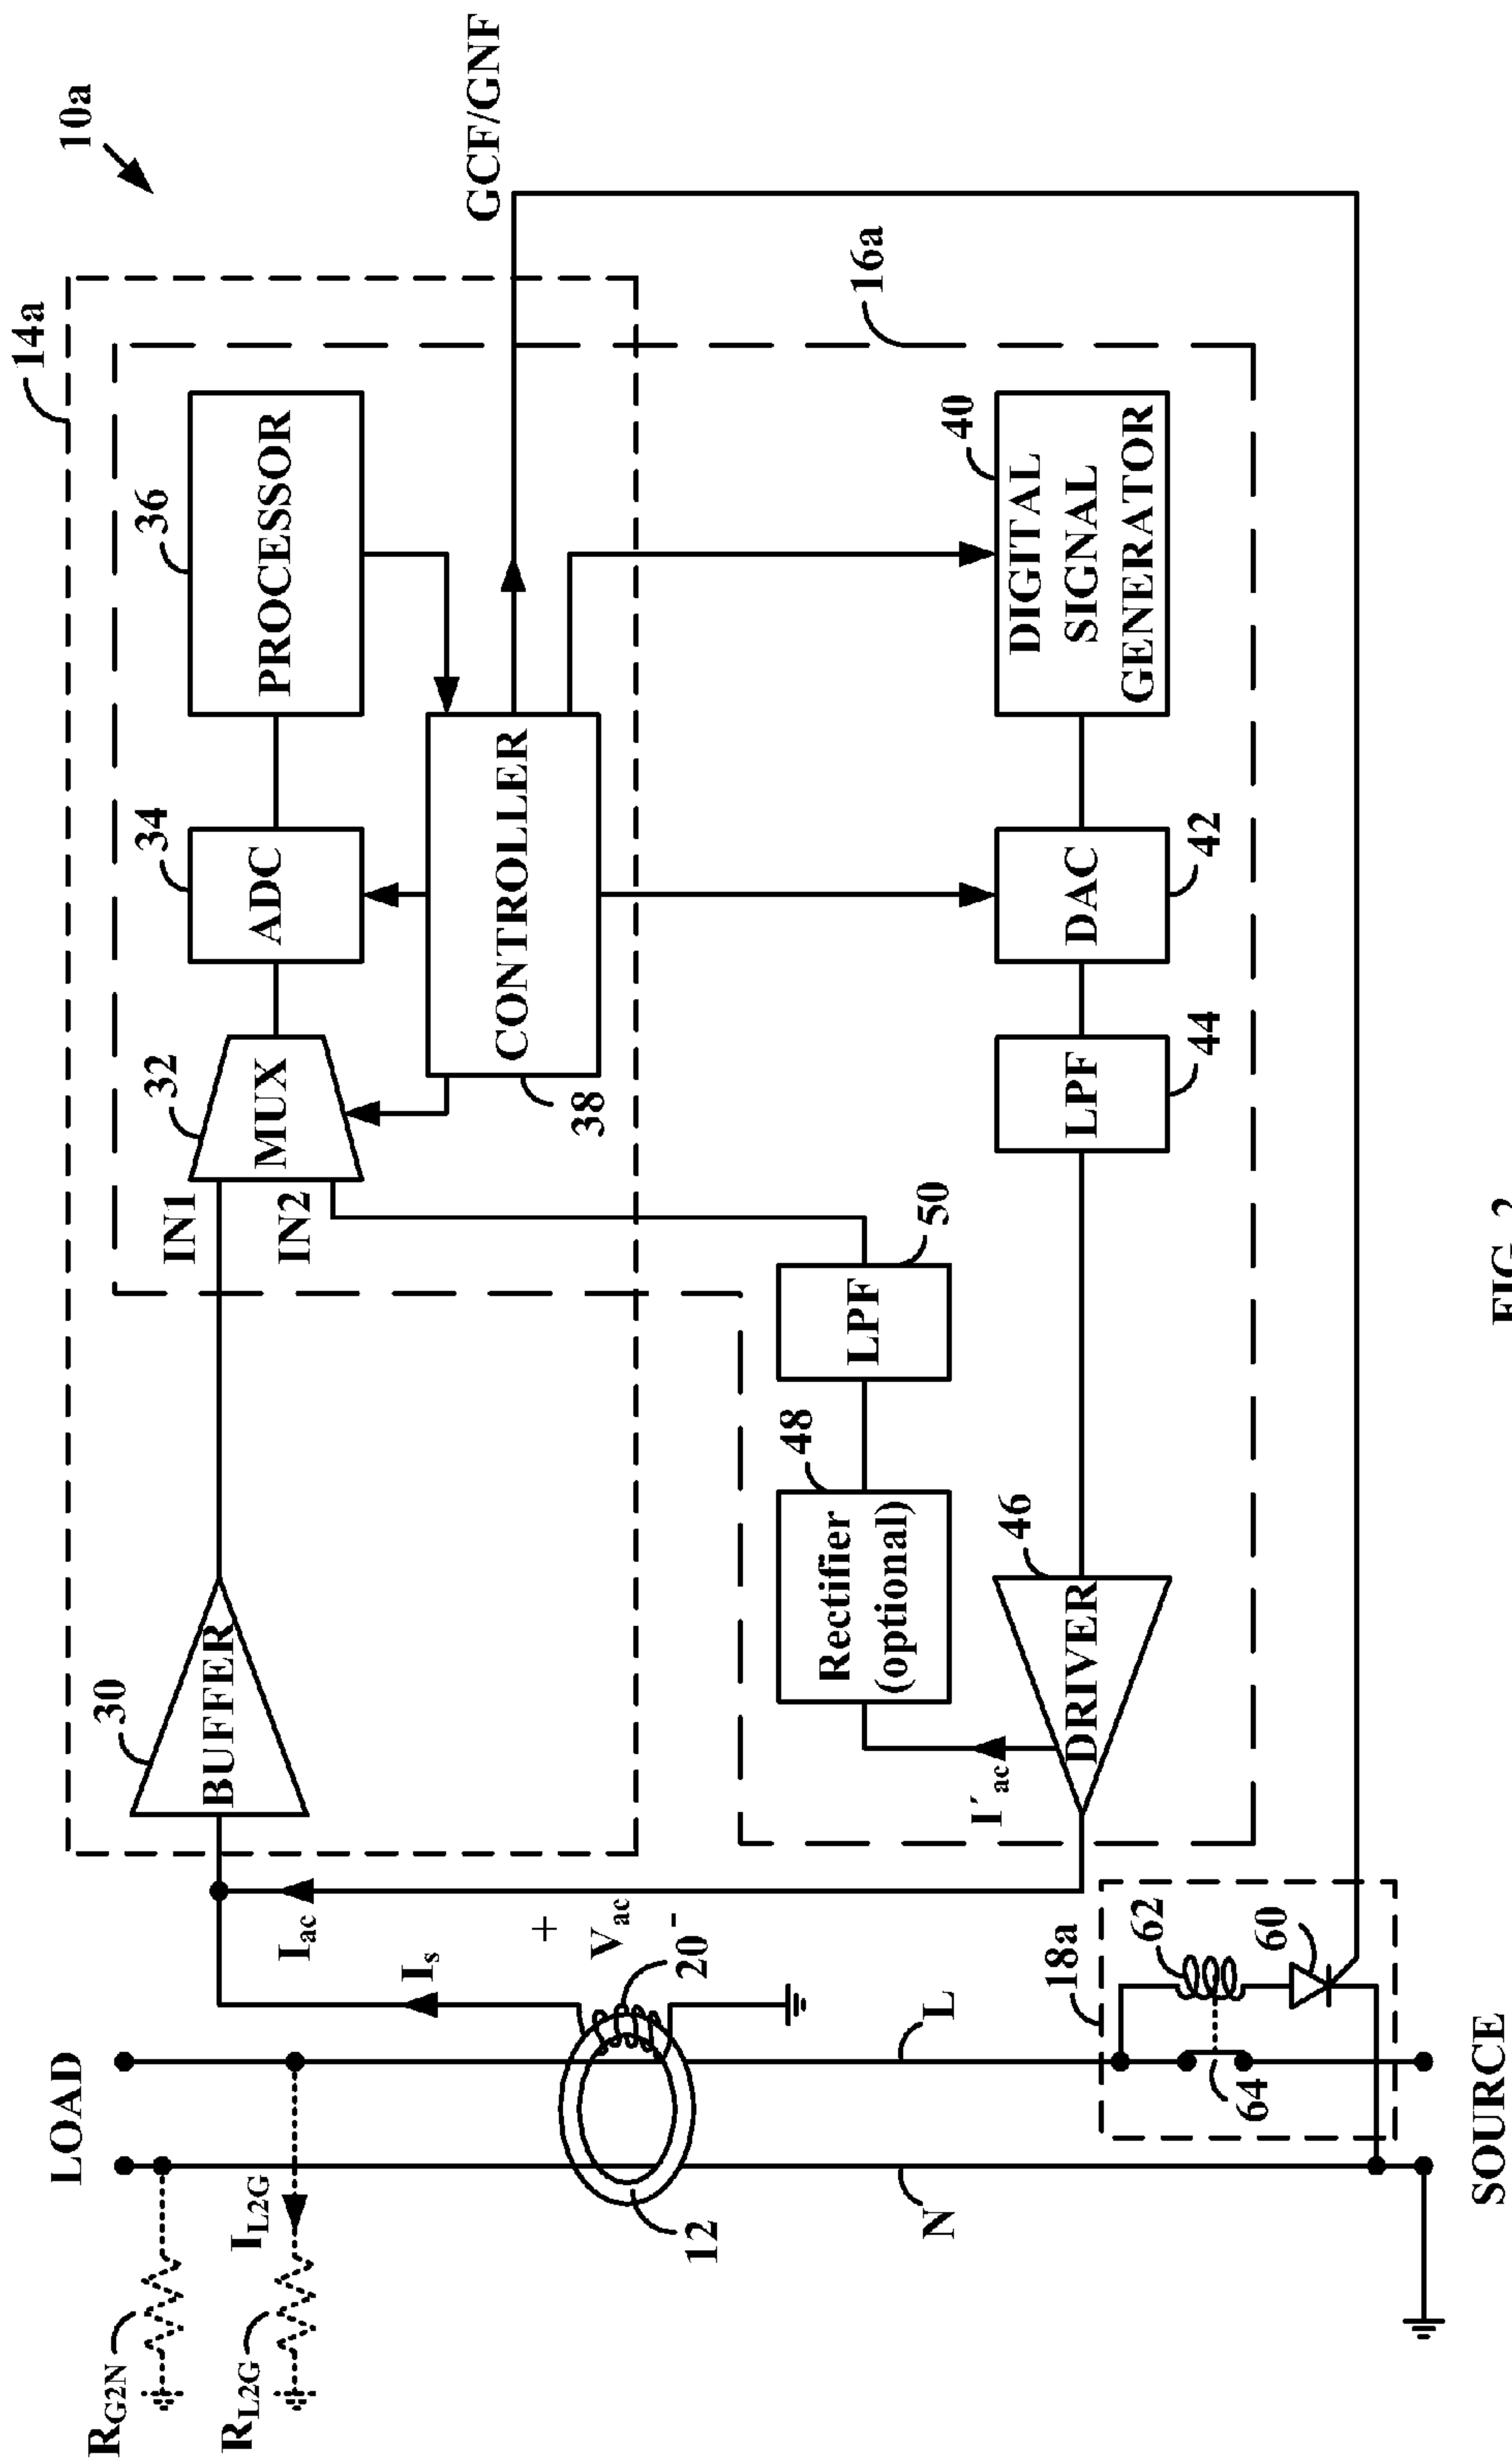 10a
14a
GCF/GNF
16a
36
PROCESSOR
34
ADC
32
MUX
IN1
IN2
CONTROLLER
38
40
DIGITAL
SIGNAL
GENERATOR
DAC
42
LPF
44
LPF
50
48
Rectifier
(optional)
46
DRIVER
I´ac
30
BUFFER
Iac
Is
+
Vac
-
20
12
LOAD
L
N
RG2N
RL2G
IL2G
18a
62
60
64
SOURCE
FIG. 2